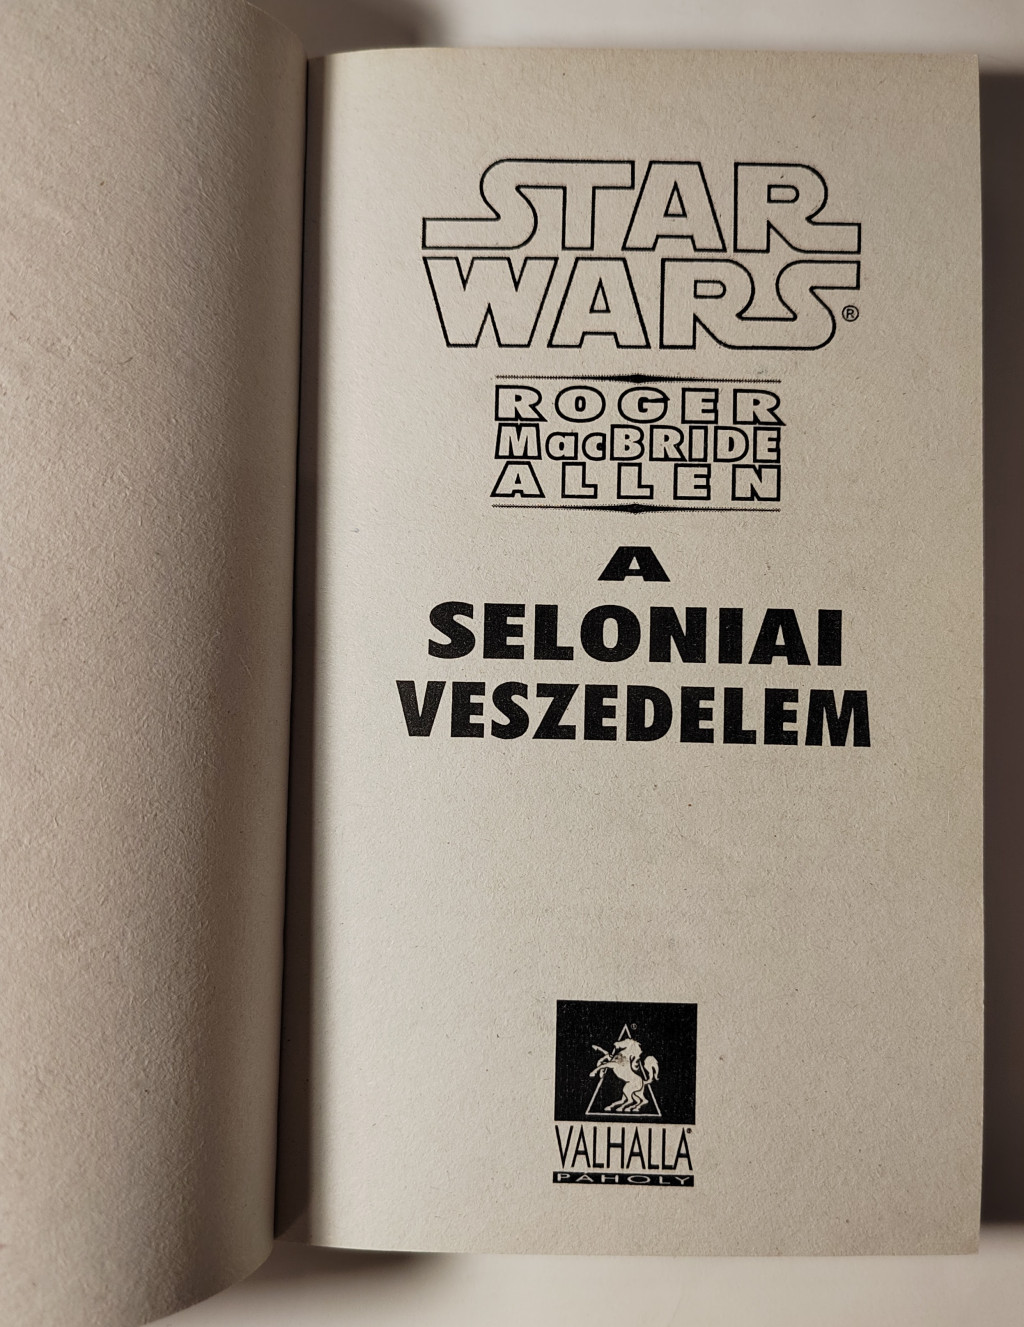 STAR
WARS®
ROGER
MacBRIDE
ALLEN
A
SELONIAI
VESZEDELEM
VALHALLA®
PÁHOLY